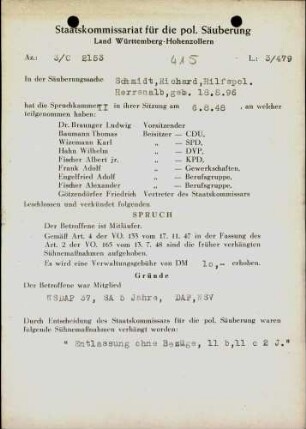 Staatskommissariat für die pol. Säuberung
Land Württemberg-Hohenzollern
Az.: 3/C 2153 415 L.: 3/479
In der Säuberungssache Schmidt, Richard, Hilfspol.
Herrenalb, geb. 18.8.96
hat die Spruchkammer II in ihrer Sitzung am 6.8.48, an welcher
teilgenommen haben:
Dr. Braunger Ludwig Vorsitzender
Baumann Thomas Beisitzer — CDU,
Wizemann Karl „ — SPD,
Hahn Wilhelm „ — DVP,
Fischer Albert jr. „ — KPD,
Frank Adolf „ — Gewerkschaften,
Engelfried Adolf „ — Berufsgruppe,
Fischer Alexander „ — Berufsgruppe,
Götzendörfer Friedrich Vertreter des Staatskommissars
beschlossen und verkündet folgenden
SPRUCH
Der Betroffene ist Mitläufer.
Gemäß Art. 4 der VO. 133 vom 17. 11. 47 in der Fassung des
Art. 2 der VO. 165 vom 13. 7. 48 sind die früher verhängten
Sühnemaßnahmen aufgehoben.
Es wird eine Verwaltungsgebühr von DM 10,- erhoben.
Gründe
Der Betroffene war Mitglied
NSDAP 37, SA 5 Jahre, DAF, NSV
Durch Entscheidung des Staatskommissars für die pol. Säuberung waren
folgende Sühnemaßnahmen verhängt worden:
" Entlassung ohne Bezüge, 11 b, 11 c 2 J."